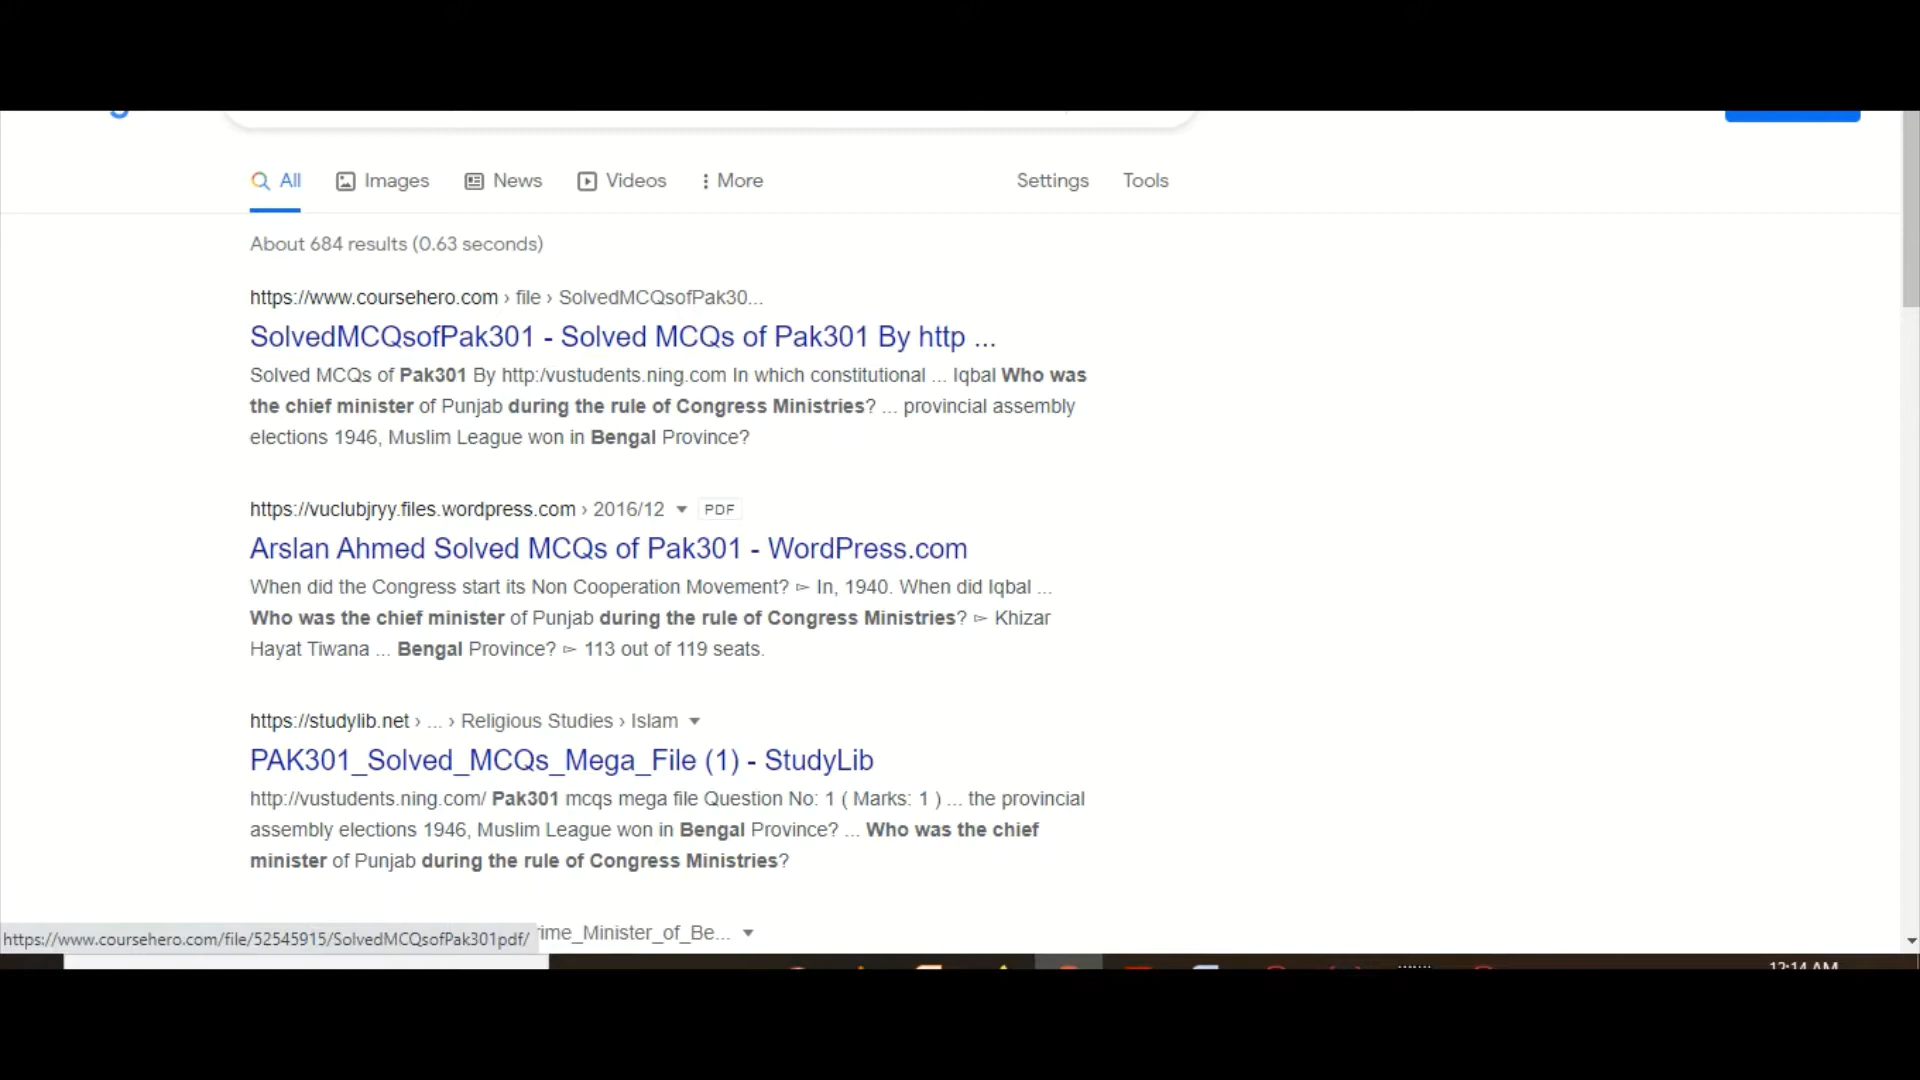 All Images News Videos More Settings Tools
About 684 results (0.63 seconds)
https://www.coursehero.com › file › SolvedMCQsofPak30...
SolvedMCQsofPak301 - Solved MCQs of Pak301 By http ...
Solved MCQs of Pak301 By http:/vustudents.ning.com In which constitutional ... Iqbal Who was
the chief minister of Punjab during the rule of Congress Ministries? ... provincial assembly
elections 1946, Muslim League won in Bengal Province?
https://vuclubjryy.files.wordpress.com › 2016/12 PDF
Arslan Ahmed Solved MCQs of Pak301 - WordPress.com
When did the Congress start its Non Cooperation Movement? ▻ In, 1940. When did Iqbal ...
Who was the chief minister of Punjab during the rule of Congress Ministries? ▻ Khizar
Hayat Tiwana ... Bengal Province? ▻ 113 out of 119 seats.
https://studylib.net › ... › Religious Studies › Islam
PAK301_Solved_MCQs_Mega_File (1) - StudyLib
http://vustudents.ning.com/ Pak301 mcqs mega file Question No: 1 ( Marks: 1 ) ... the provincial
assembly elections 1946, Muslim League won in Bengal Province? ... Who was the chief
minister of Punjab during the rule of Congress Ministries?
rime_Minister_of_Be...
https://www.coursehero.com/file/52545915/SolvedMCQsofPak301pdf/
12:14 AM